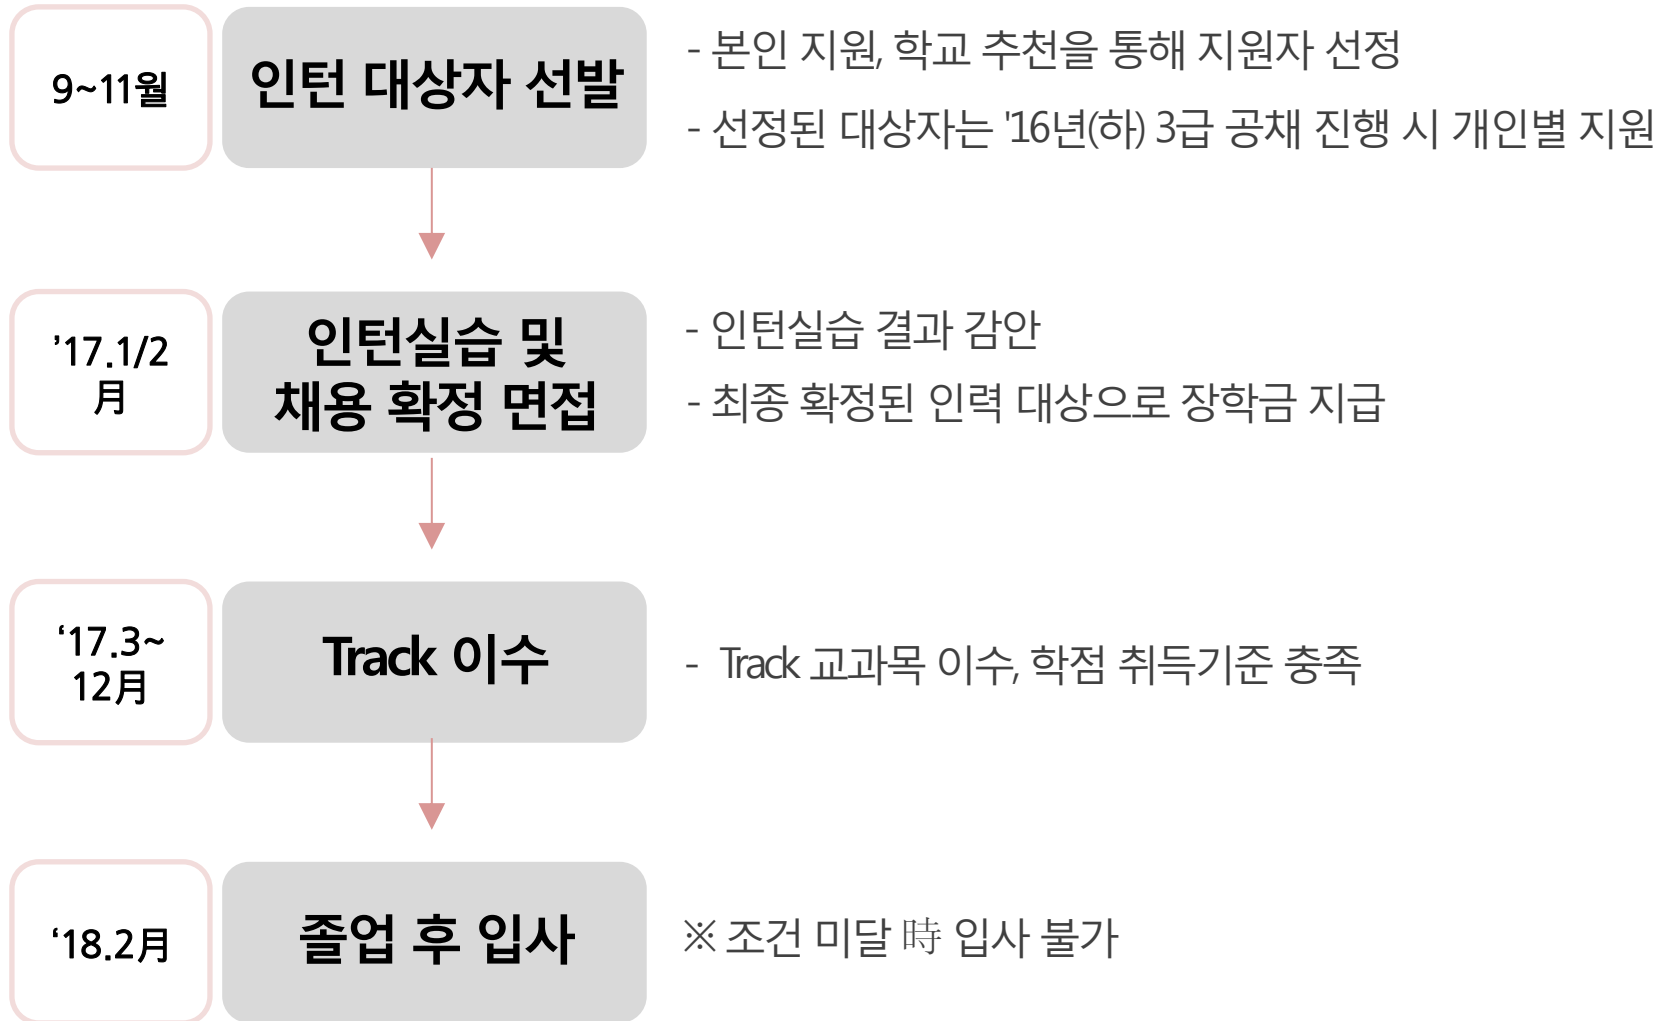 9~11월
인턴 대상자 선발
- 본인 지원, 학교 추천을 통해 지원자 선정
- 선정된 대상자는 '16년(하) 3급 공채 진행 시 개인별 지원
’17.1/2
月
인턴실습 및
채용 확정 면접
- 인턴실습 결과 감안
- 최종 확정된 인력 대상으로 장학금 지급
‘17.3~
12月
Track 이수
- Track 교과목 이수, 학점 취득기준 충족
‘18.2月
졸업 후 입사
※ 조건 미달 時 입사 불가